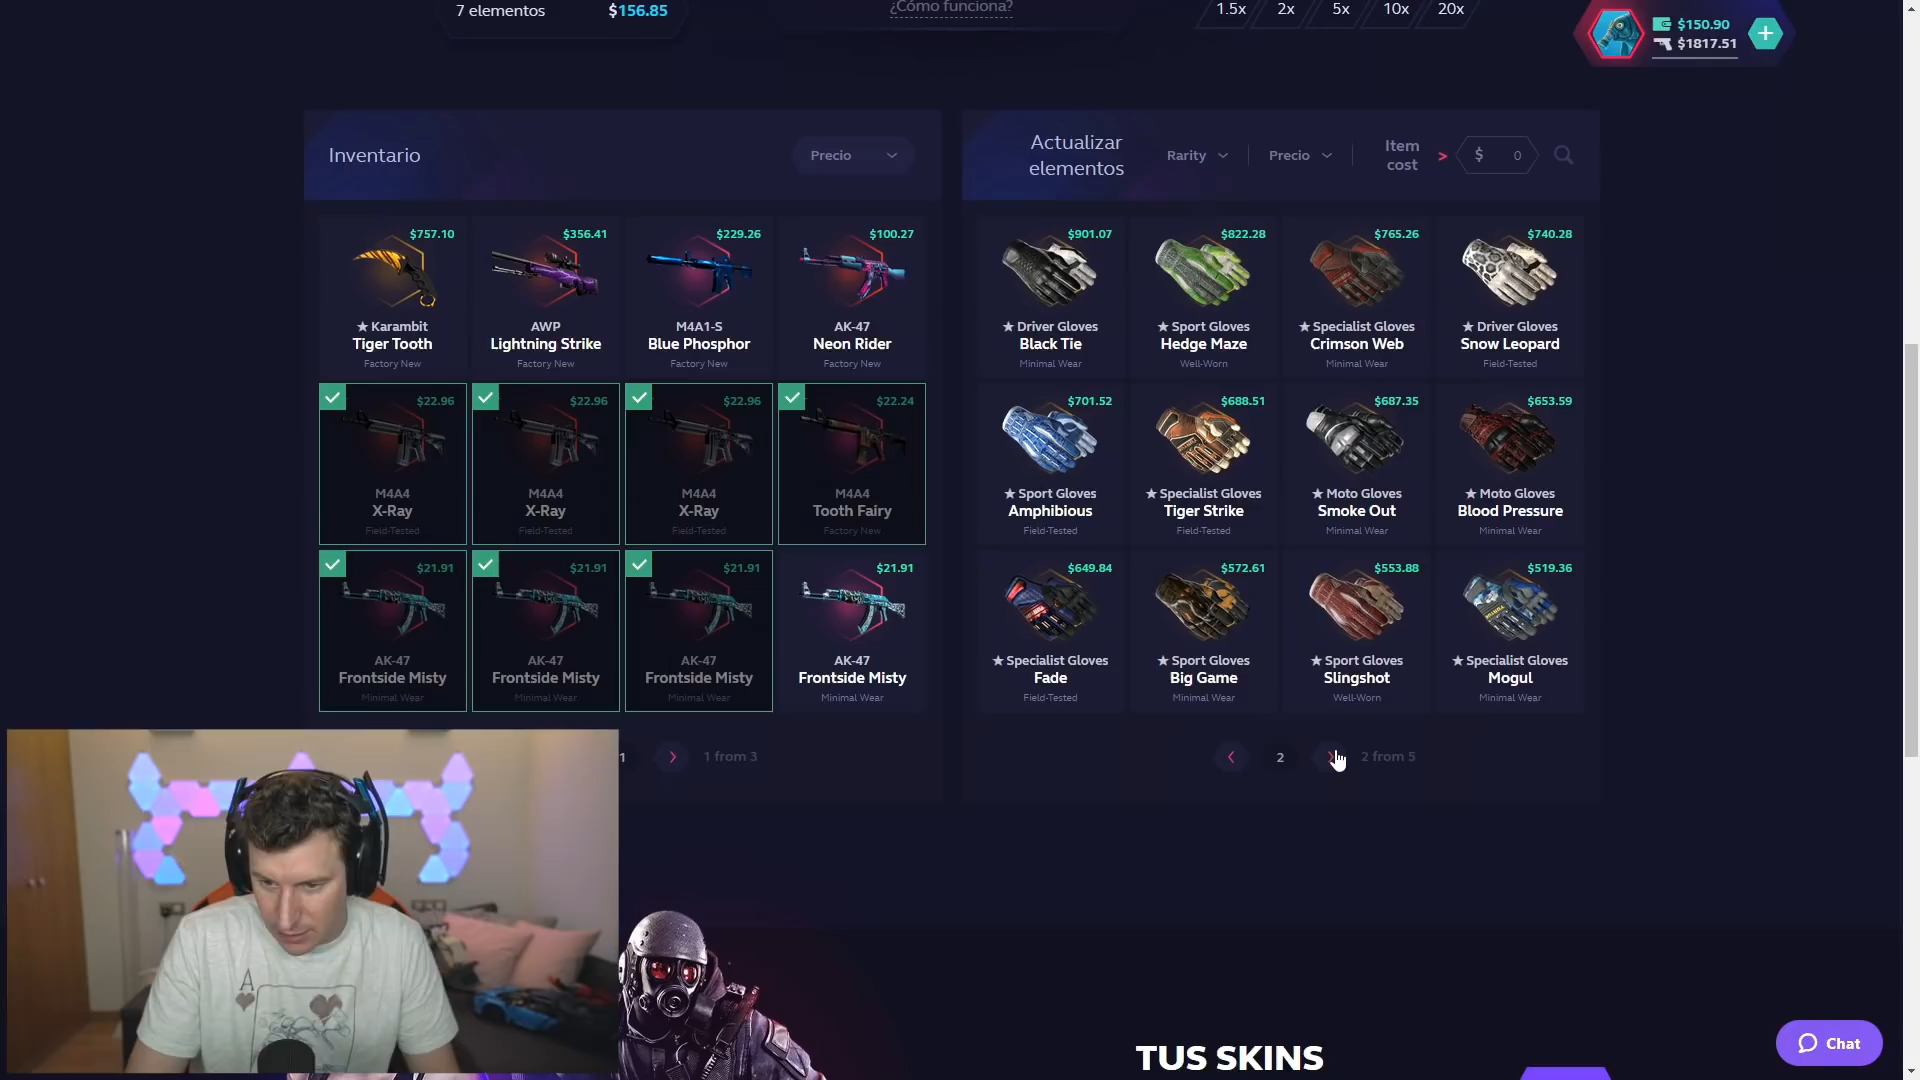 7 elementos $156.85
¿Cómo funciona?
1.5x 2x 5x 10x 20x
$150.90
$1817.51
Inventario
Precio
$757.10 $356.41 $229.26 $100.27
★ Karambit AWP M4A1-S AK-47
Tiger Tooth Lightning Strike Blue Phosphor Neon Rider
Factory New Factory New Factory New Factory New
$22.96 $22.96 $22.96 $22.24
M4A4 M4A4 M4A4 M4A4
X-Ray X-Ray X-Ray Tooth Fairy
Field-Tested Field-Tested Field-Tested Factory New
$21.91 $21.91 $21.91 $21.91
AK-47 AK-47 AK-47 AK-47
Frontside Misty Frontside Misty Frontside Misty Frontside Misty
Minimal Wear Minimal Wear Minimal Wear Minimal Wear
1 > 1 from 3
Actualizar
elementos
Rarity Precio
Item
cost > $ 0
$901.07 $822.28 $765.26 $740.28
★ Driver Gloves ★ Sport Gloves ★ Specialist Gloves ★ Driver Gloves
Black Tie Hedge Maze Crimson Web Snow Leopard
Minimal Wear Well-Worn Minimal Wear Field-Tested
$701.52 $688.51 $687.35 $653.59
★ Sport Gloves ★ Specialist Gloves ★ Moto Gloves ★ Moto Gloves
Amphibious Tiger Strike Smoke Out Blood Pressure
Field-Tested Field-Tested Minimal Wear Minimal Wear
$649.84 $572.61 $553.88 $519.36
★ Specialist Gloves ★ Sport Gloves ★ Sport Gloves ★ Specialist Gloves
Fade Big Game Slingshot Mogul
Field-Tested Minimal Wear Well-Worn Minimal Wear
< 2 > 2 from 5
A
TUS SKINS
Chat